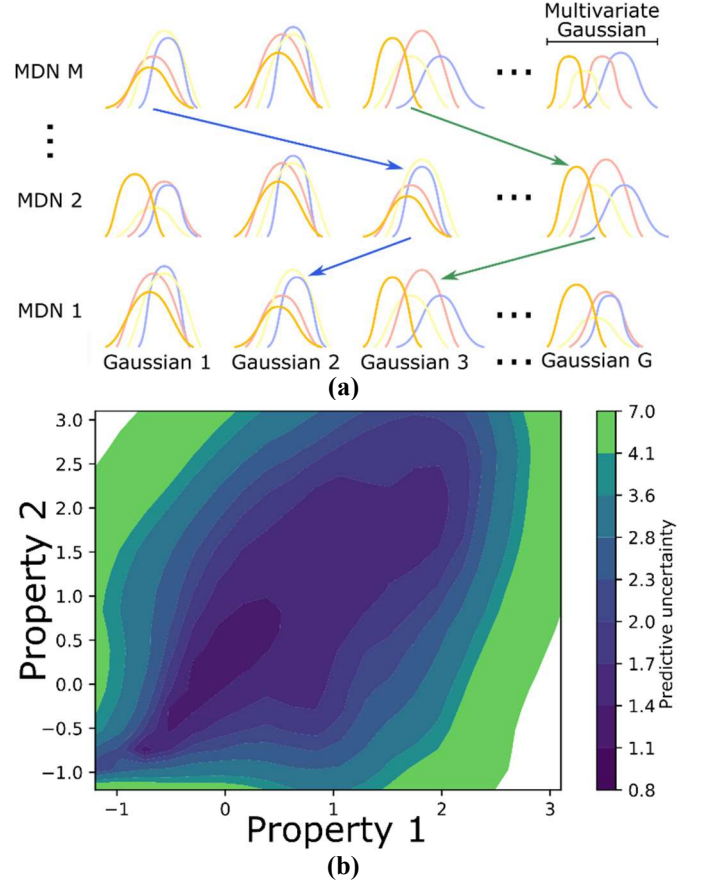 Multivariate
Gaussian
MDN M
...
⋮
MDN 2
...
MDN 1
...
Gaussian 1 Gaussian 2 Gaussian 3 ... Gaussian G
(a)
3.0
2.5
2.0
1.5
1.0
0.5
0.0
−0.5
−1.0
Property 2
−1 0 1 2 3
Property 1
7.0
4.1
3.6
2.8
2.3
2.0
1.7
1.4
1.1
0.8
Predictive uncertainty
(b)